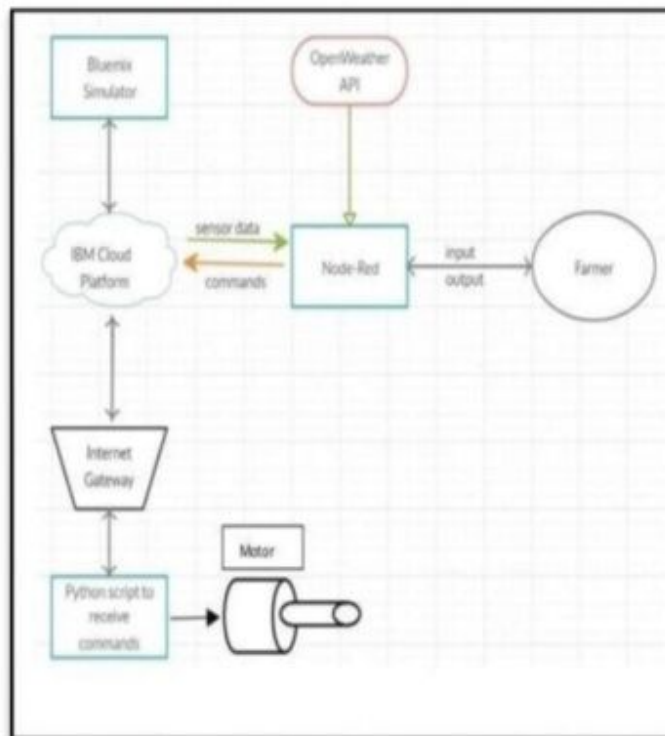 Bluemix
Simulator
OpenWeather
API
sensor data
IBM Cloud
Platform
commands
Node-Red
input
output
Farmer
Internet
Gateway
Motor
Python script to
receive
commands